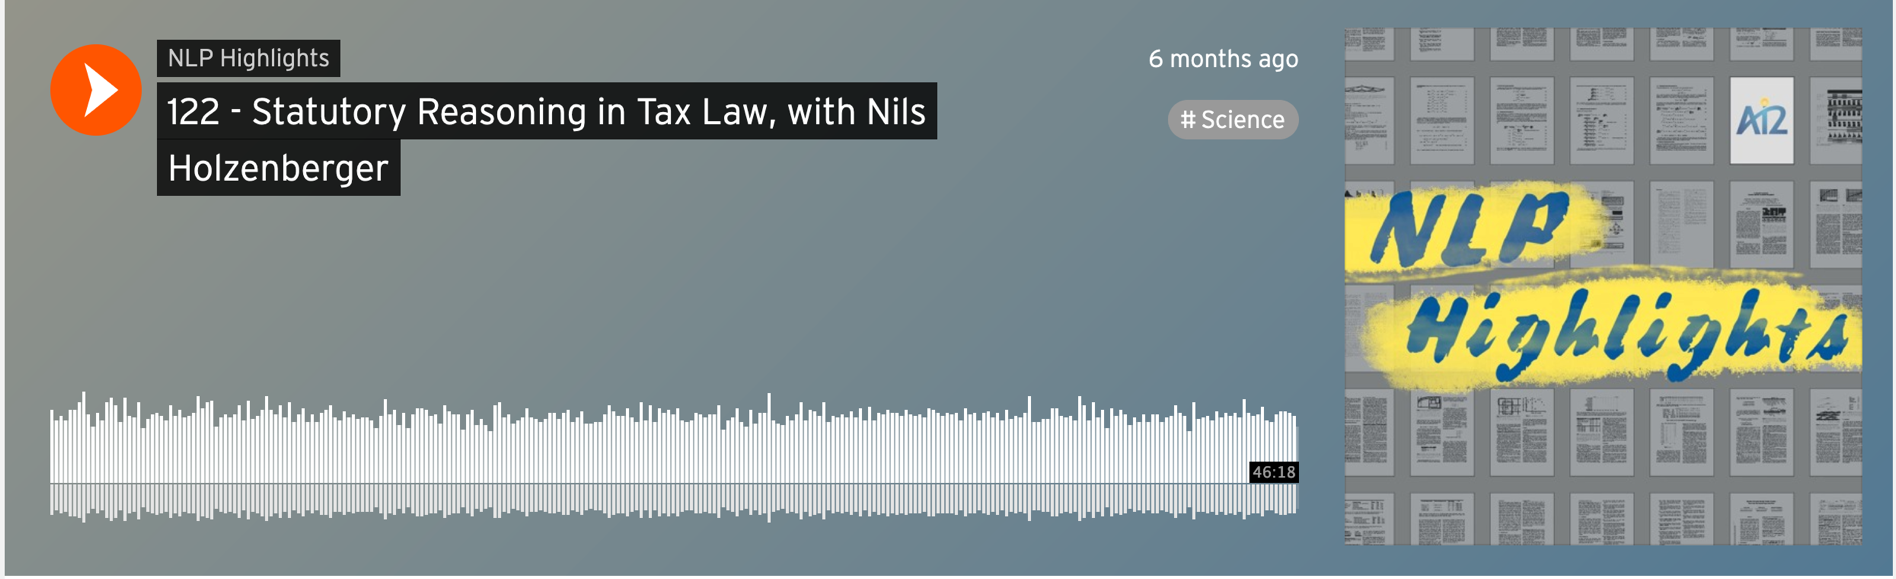 NLP Highlights
122 - Statutory Reasoning in Tax Law, with Nils
Holzenberger
6 months ago
# Science
46:18
AI2
NLP
Highlights